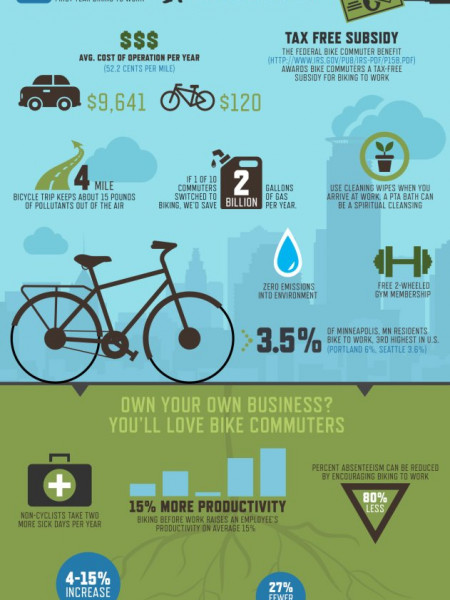 FIRST YEAR BIKING TO WORK
$$$
AVG. COST OF OPERATION PER YEAR
(52.2 CENTS PER MILE)
$9,641
$120
TAX FREE SUBSIDY
THE FEDERAL BIKE COMMUTER BENEFIT
(HTTP://WWW.IRS.GOV/PUB/IRS-PDF/P15B.PDF)
AWARDS BIKE COMMUTERS A TAX-FREE
SUBSIDY FOR BIKING TO WORK
4 MILE
BICYCLE TRIP KEEPS ABOUT 15 POUNDS
OF POLLUTANTS OUT OF THE AIR
IF 1 OF 10
COMMUTERS
SWITCHED TO
BIKING, WE'D SAVE
2
BILLION
GALLONS
OF GAS
PER YEAR.
USE CLEANING WIPES WHEN YOU
ARRIVE AT WORK, A PTA BATH CAN
BE A SPIRITUAL CLEANSING
ZERO EMISSIONS
INTO ENVIRONMENT
FREE 2-WHEELED
GYM MEMBERSHIP
3.5%
OF MINNEAPOLIS, MN RESIDENTS
BIKE TO WORK, 3RD HIGHEST IN U.S.
(PORTLAND 6%, SEATTLE 3.6%)
OWN YOUR OWN BUSINESS?
YOU'LL LOVE BIKE COMMUTERS
NON-CYCLISTS TAKE TWO
MORE SICK DAYS PER YEAR
15% MORE PRODUCTIVITY
BIKING BEFORE WORK RAISES AN EMPLOYEE'S
PRODUCTIVITY ON AVERAGE 15%
PERCENT ABSENTEEISM CAN BE REDUCED
BY ENCOURAGING BIKING TO WORK
80%
LESS
4-15%
INCREASE
27%
FEWER